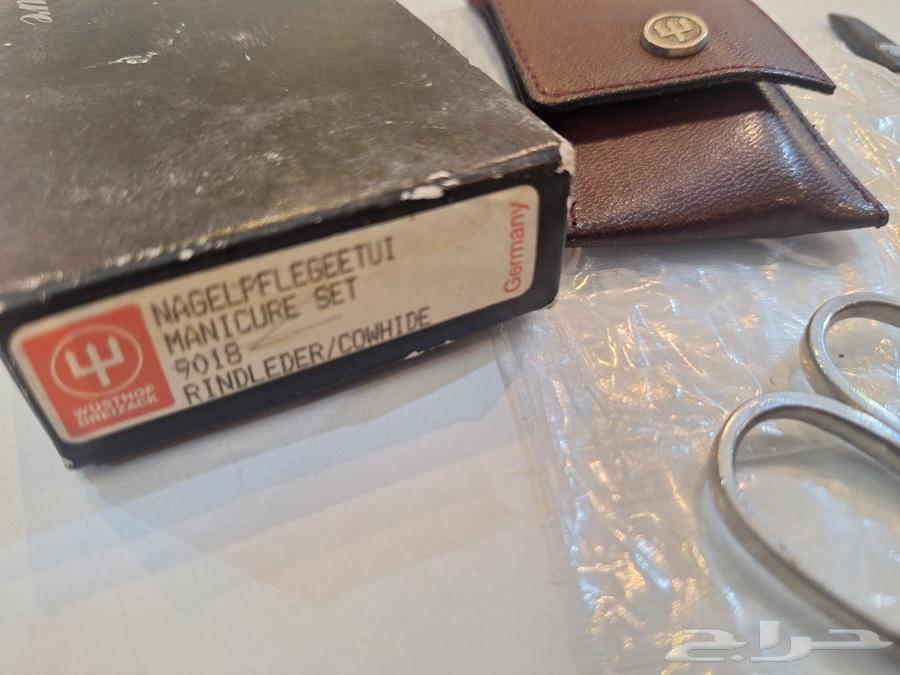 NAGELPFLEGEETUI
MANICURE SET
9018
RINDLEDER/COWHIDE
Germany
WÜSTHOF
DREIZACK
حراج